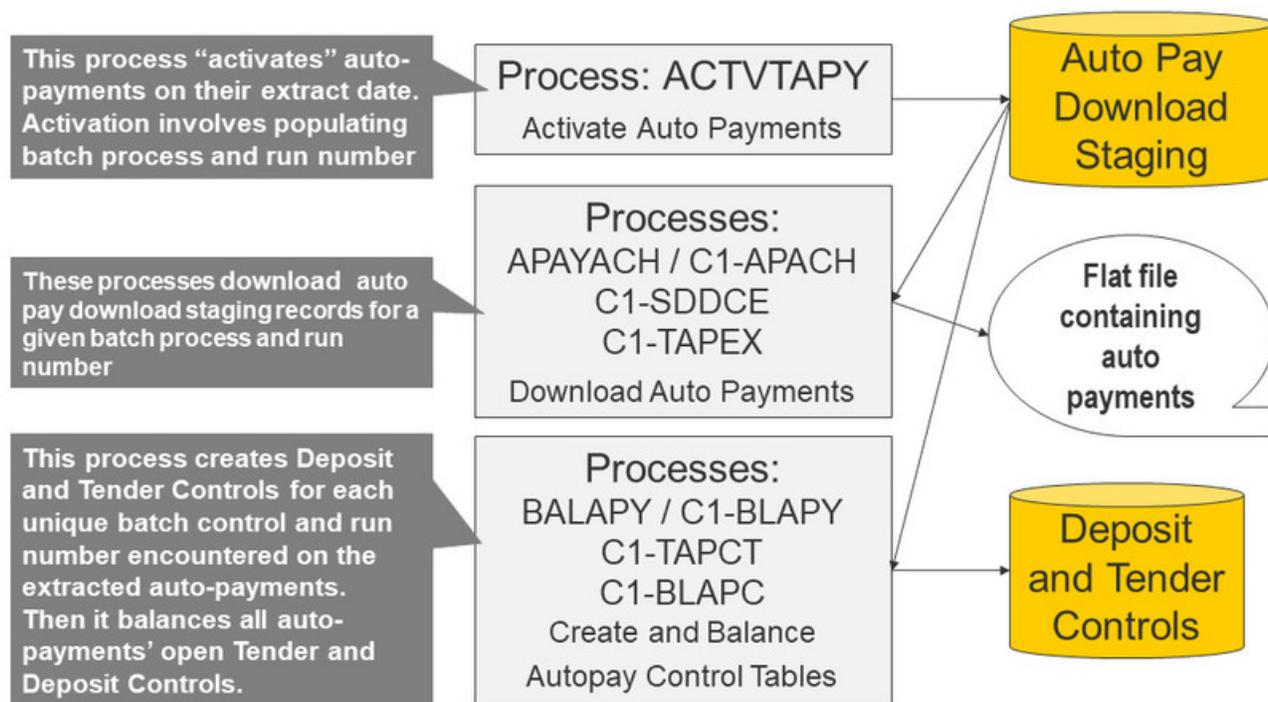 This process “activates” auto-
payments on their extract date.
Activation involves populating
batch process and run number
Process: ACTVTAPY
Activate Auto Payments
Auto Pay
Download
Staging
These processes download auto
pay download staging records for a
given batch process and run
number
Processes:
APAYACH / C1-APACH
C1-SDDCE
C1-TAPEX
Download Auto Payments
Flat file
containing
auto
payments
This process creates Deposit
and Tender Controls for each
unique batch control and run
number encountered on the
extracted auto-payments.
Then it balances all auto-
payments’ open Tender and
Deposit Controls.
Processes:
BALAPY / C1-BLAPY
C1-TAPCT
C1-BLAPC
Create and Balance
Autopay Control Tables
Deposit
and Tender
Controls